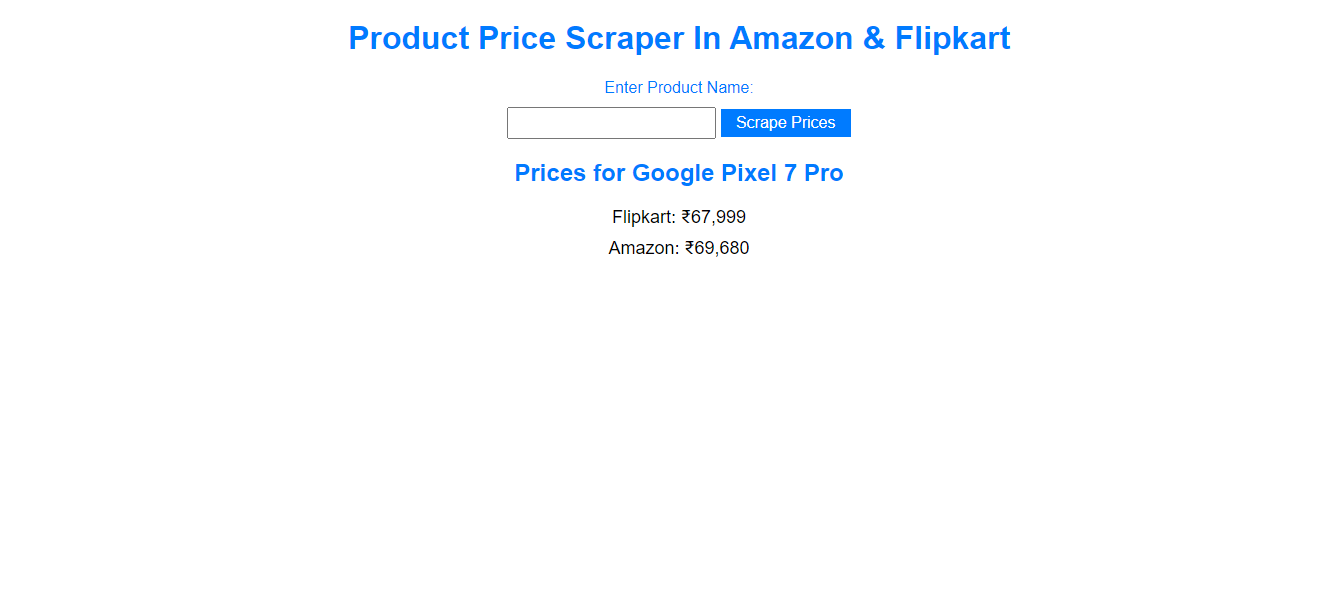 Product Price Scraper In Amazon & Flipkart
Enter Product Name:
Scrape Prices
Prices for Google Pixel 7 Pro
Flipkart: ₹67,999
Amazon: ₹69,680